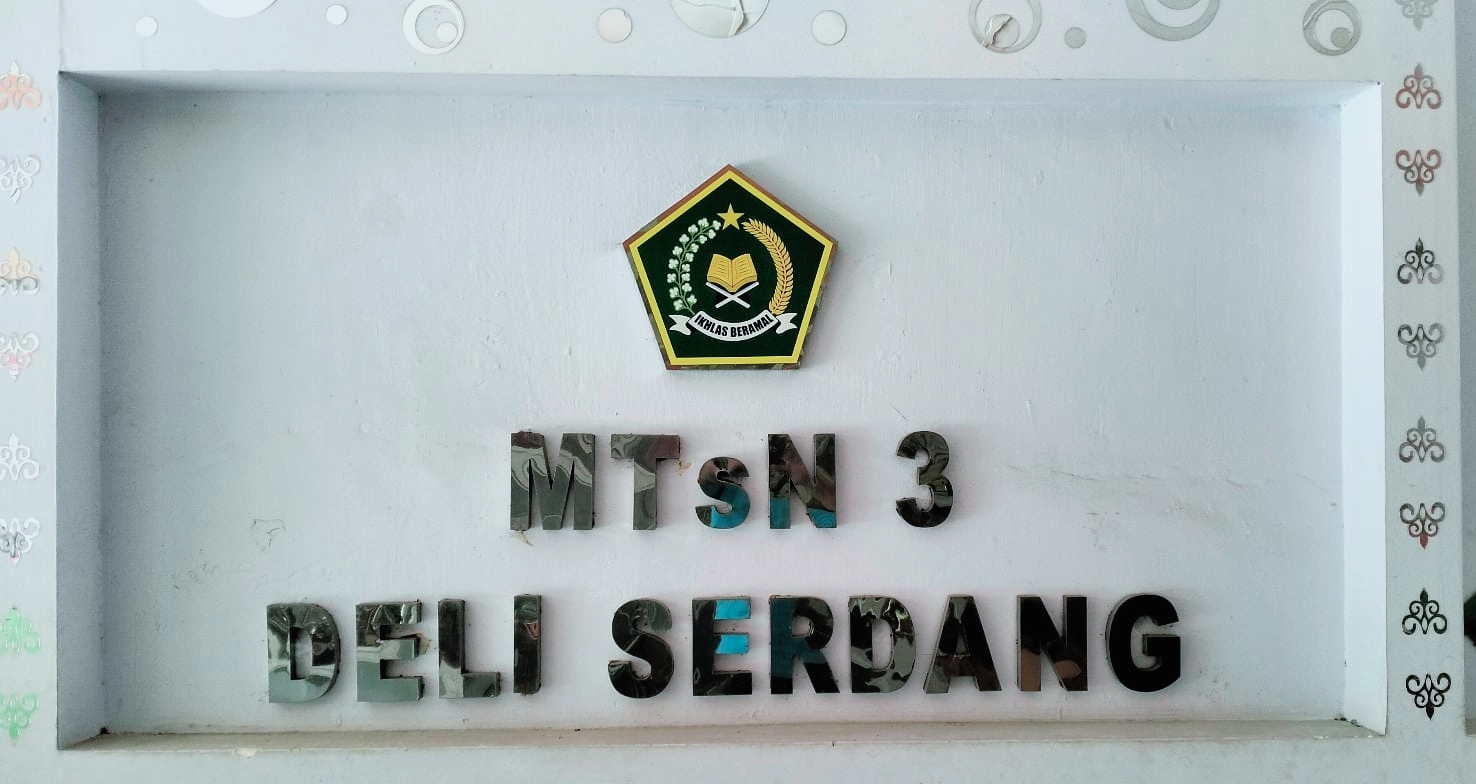 IKHLAS BERAMAL
MTsN 3
DELI SERDANG